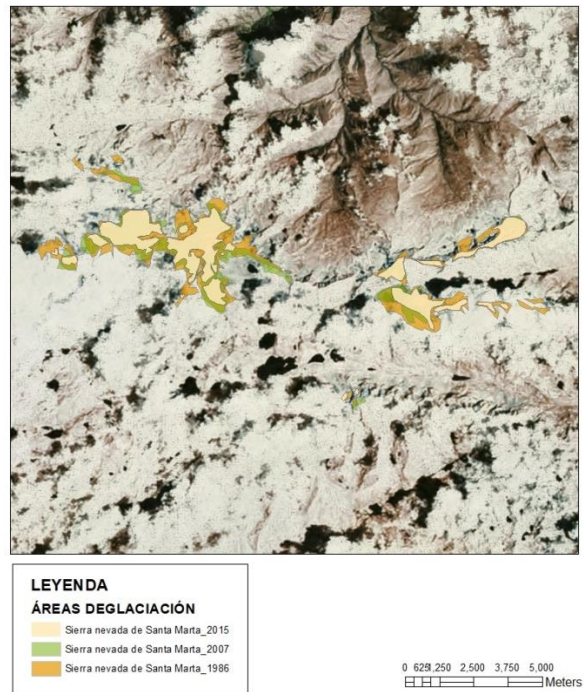 LEYENDA
ÁREAS DEGLACIACIÓN
Sierra nevada de Santa Marta_2015
Sierra nevada de Santa Marta_2007
Sierra nevada de Santa Marta_1986
0 625 1,250 2,500 3,750 5,000
Meters